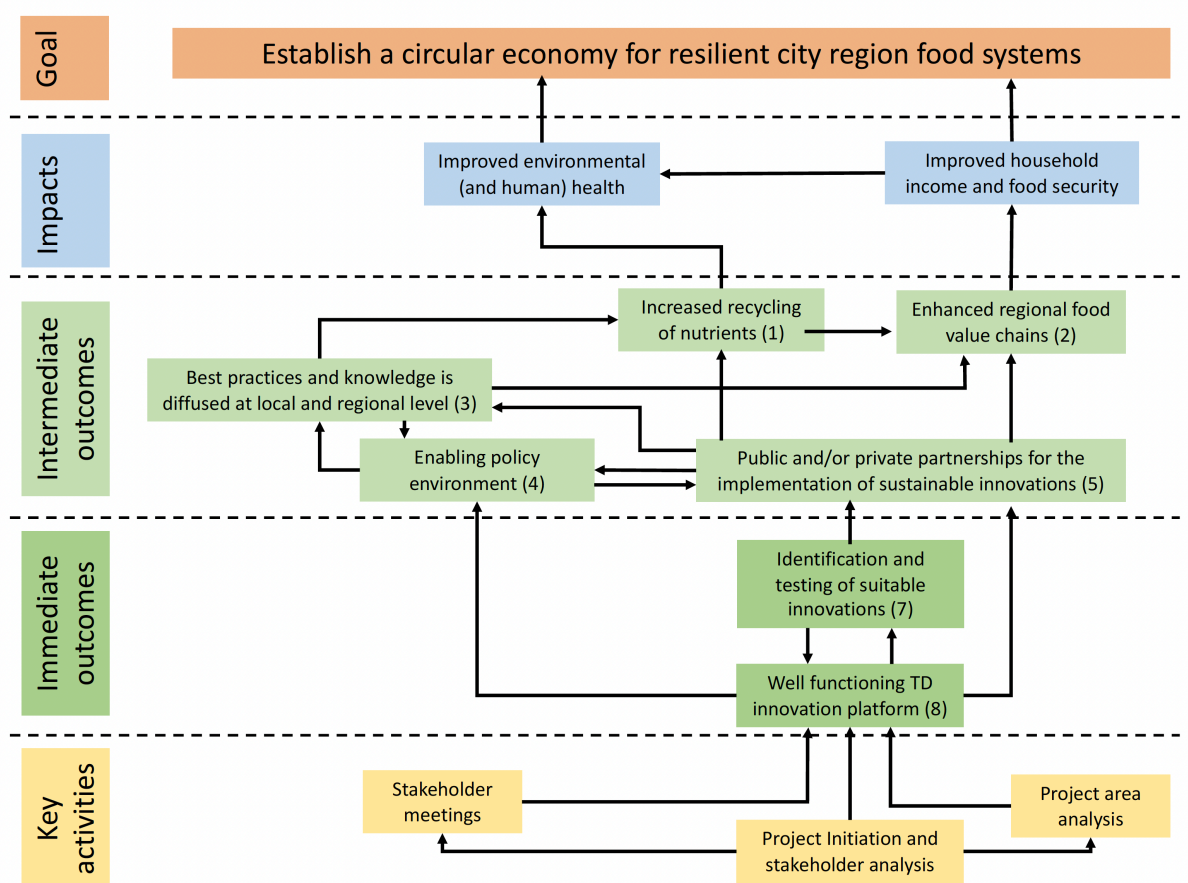 Goal
Establish a circular economy for resilient city region food systems
Impacts
Improved environmental
(and human) health
Improved household
income and food security
Intermediate
outcomes
Increased recycling
of nutrients (1)
Enhanced regional food
value chains (2)
Best practices and knowledge is
diffused at local and regional level (3)
Enabling policy
environment (4)
Public and/or private partnerships for the
implementation of sustainable innovations (5)
Immediate
outcomes
Identification and
testing of suitable
innovations (7)
Well functioning TD
innovation platform (8)
Key
activities
Stakeholder
meetings
Project Initiation and
stakeholder analysis
Project area
analysis